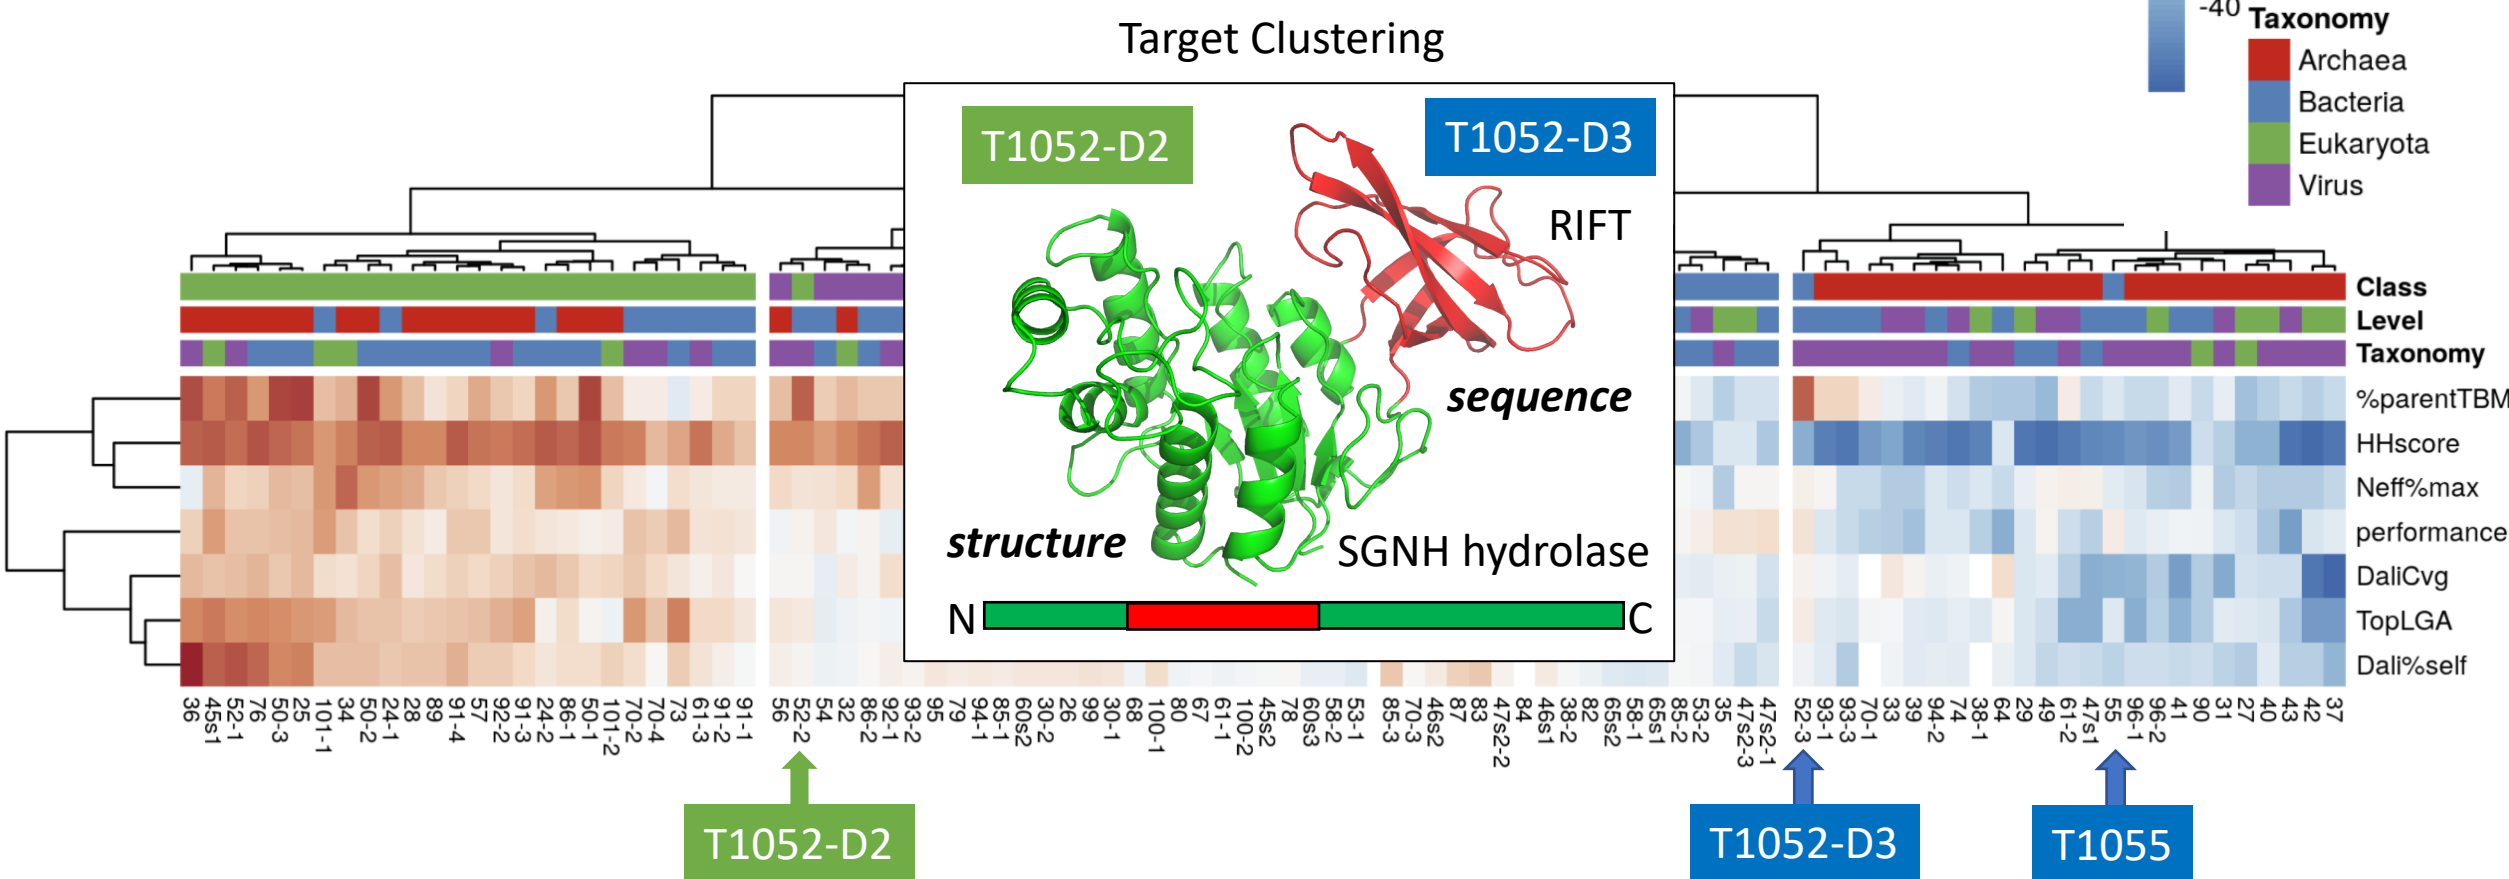 Target Clustering
-40
Taxonomy
Archaea
Bacteria
Eukaryota
Virus
T1052-D2
T1052-D3
RIFT
sequence
structure
SGNH hydrolase
N
C
Class
Level
Taxonomy
%parentTBM
HHscore
Neff%max
performance
DaliCvg
TopLGA
Dali%self
36
45s1
52-1
76
50-3
25
101-1
34
50-2
24-1
28
89
91-4
57
92-2
91-3
24-2
86-1
50-1
101-2
70-2
70-4
73
61-3
91-2
91-1
56
52-2
54
32
86-2
92-1
93-2
95
79
94-1
85-1
60s2
30-2
26
99
30-1
68
100-1
80
67
61-1
100-2
45s2
78
60s3
58-2
53-1
85-3
70-3
46s2
87
83
47s2-2
84
46s1
38-2
82
65s2
58-1
65s1
85-2
53-2
35
47s2-3
47s2-1
52-3
93-1
93-3
70-1
33
39
94-2
74
38-1
64
29
49
61-2
47s1
55
96-1
96-2
41
90
31
27
40
43
42
37
T1052-D2
T1052-D3
T1055